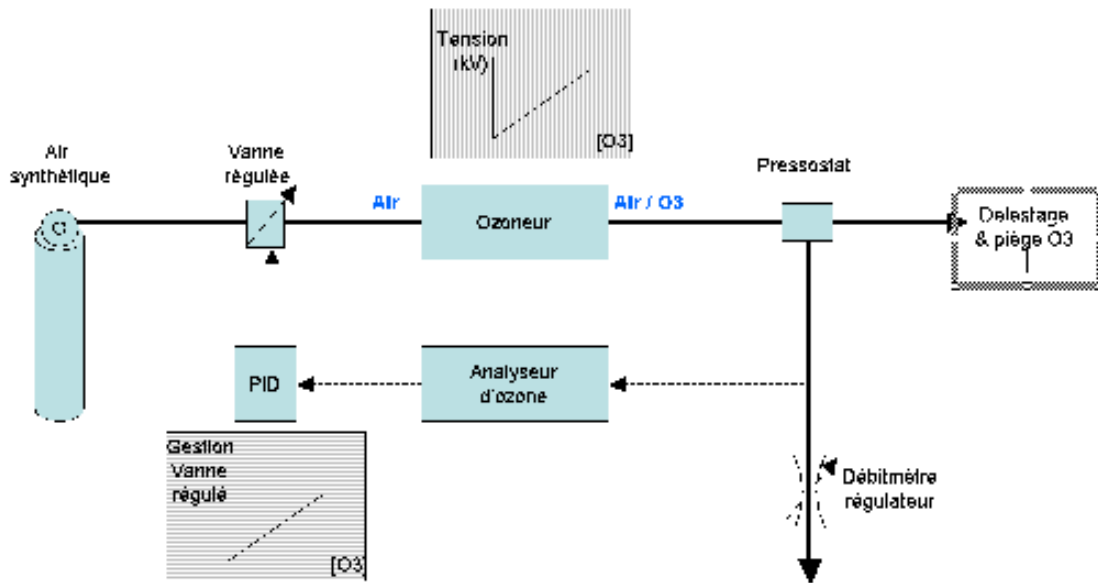 Tension
(kV)
[O3]
Air
synthétique
Vanne
régulée
Pressostat
Air
Ozoneur
Air / O3
Delestage
& piège O3
PID
Analyseur
d'ozone
Gestion
Vanne
régulé
[O3]
Débitmètre
régulateur